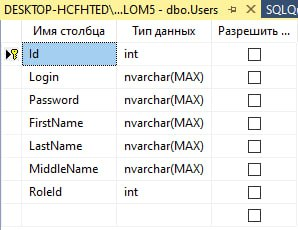 DESKTOP-HCFHTED\...LOM5 - dbo.Users
SQLQ
Имя столбца Тип данных Разрешить ...
Id int
Login nvarchar(MAX)
Password nvarchar(MAX)
FirstName nvarchar(MAX)
LastName nvarchar(MAX)
MiddleName nvarchar(MAX)
RoleId int